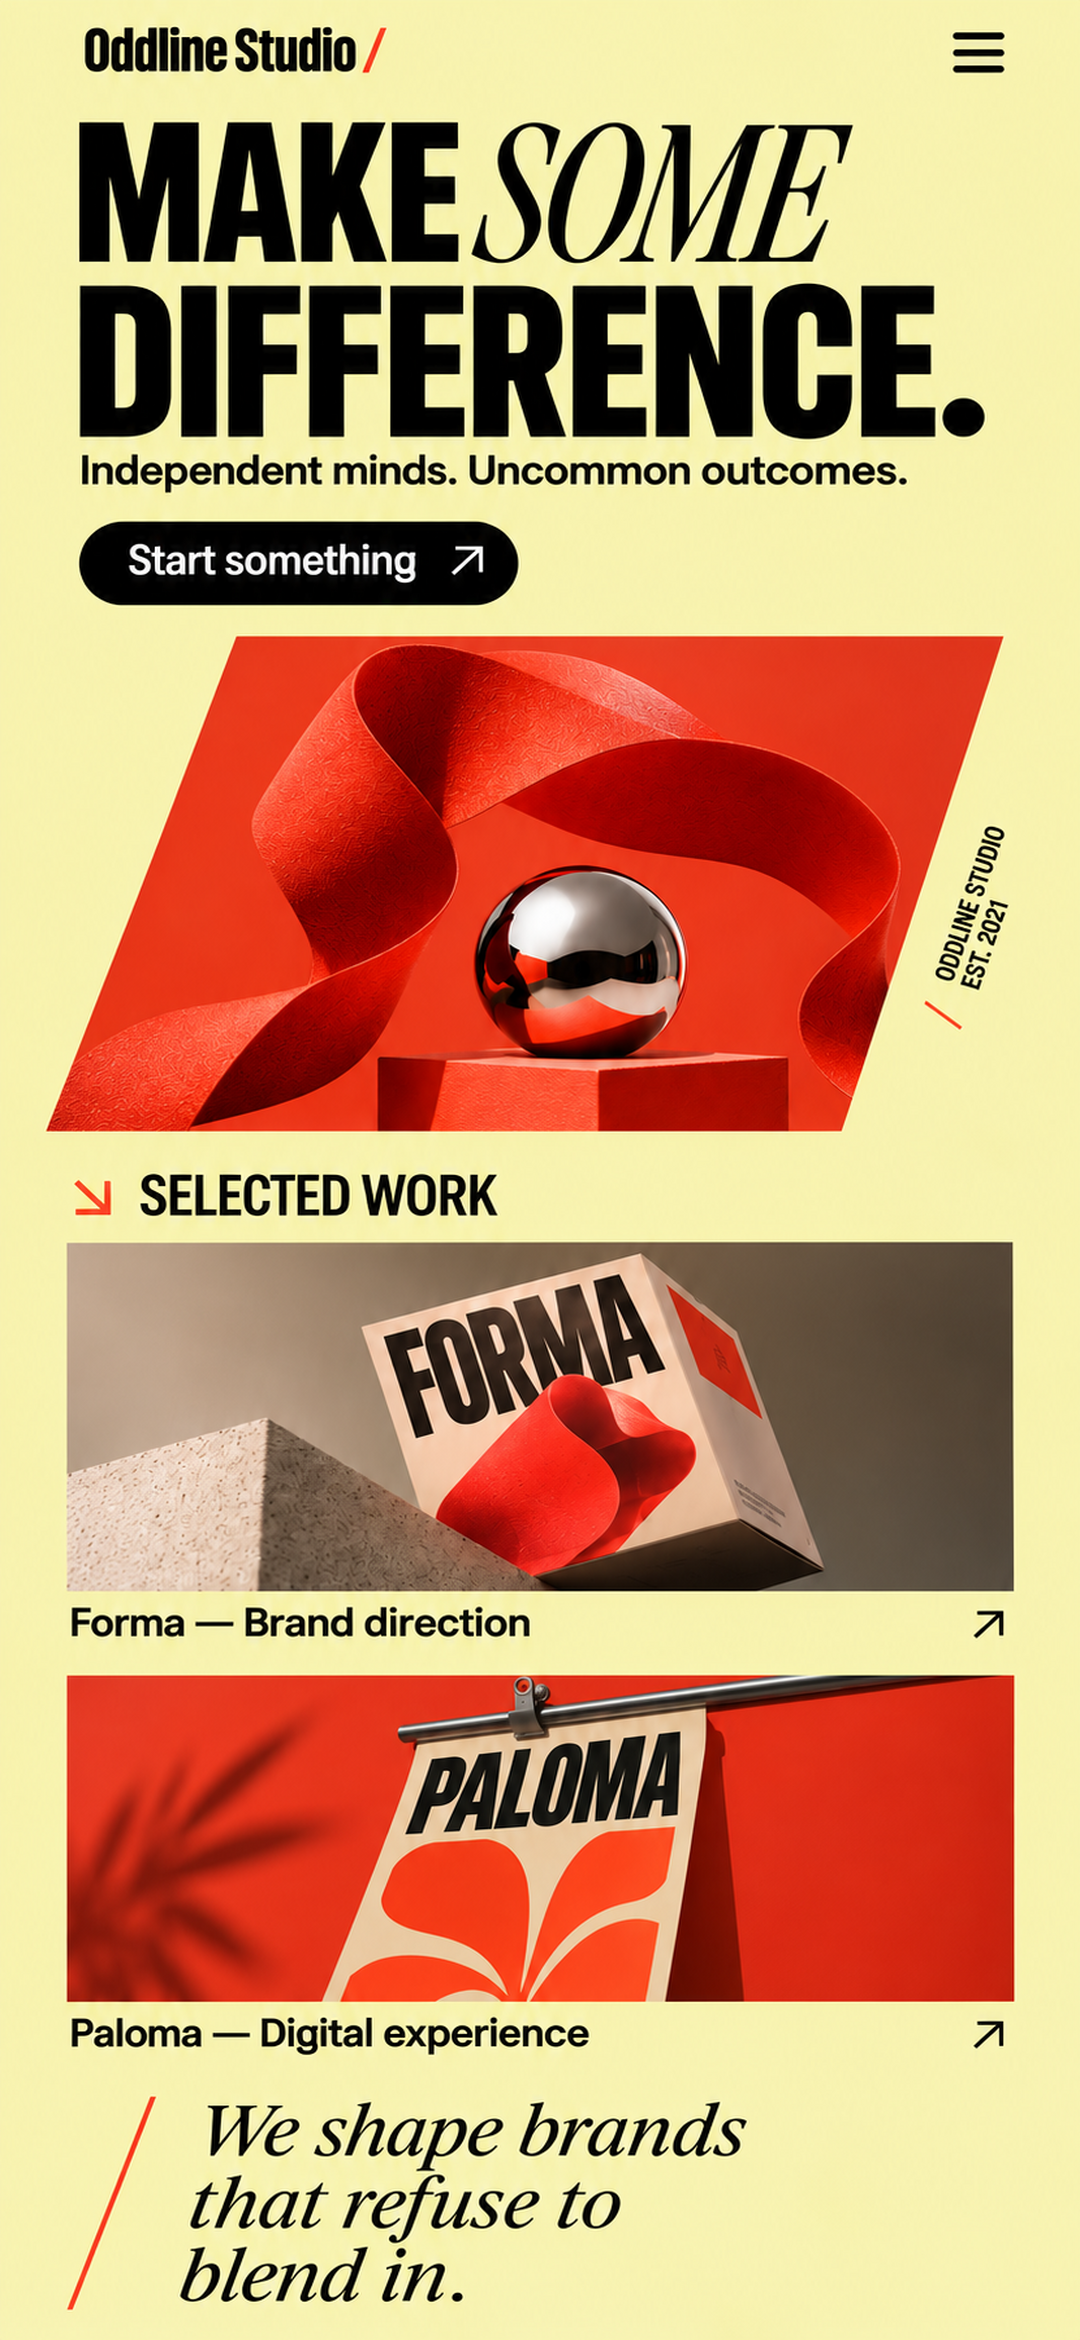 Oddline Studio /
MAKE SOME
DIFFERENCE.
Independent minds. Uncommon outcomes.
Start something ↗
ODDLINE STUDIO
EST. 2021
SELECTED WORK
FORMA
Forma — Brand direction
PALOMA
Paloma — Digital experience
We shape brands
that refuse to
blend in.